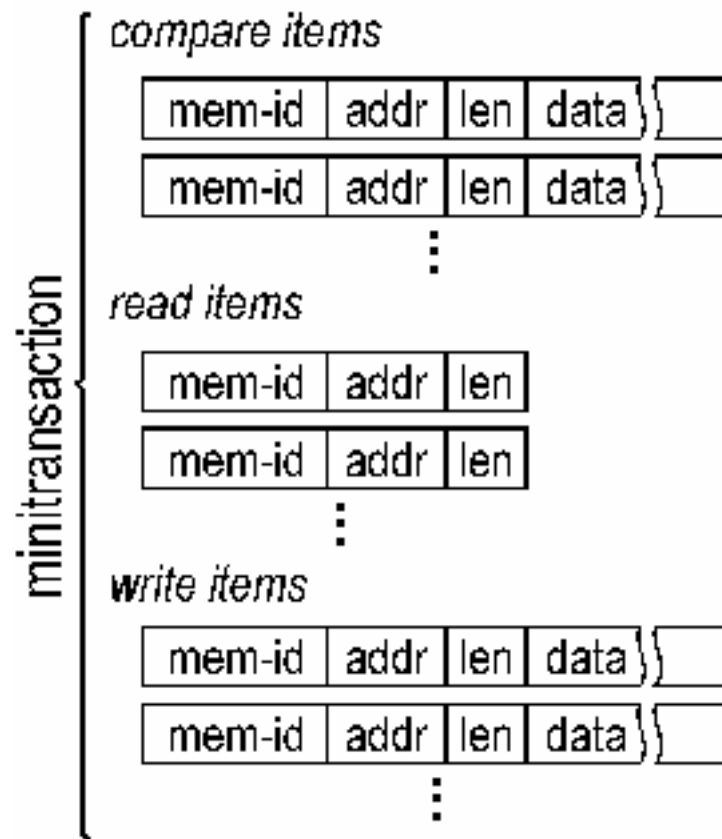 minitransaction
compare items
mem-id addr len data
mem-id addr len data
⋮
read items
mem-id addr len
mem-id addr len
⋮
write items
mem-id addr len data
mem-id addr len data
⋮